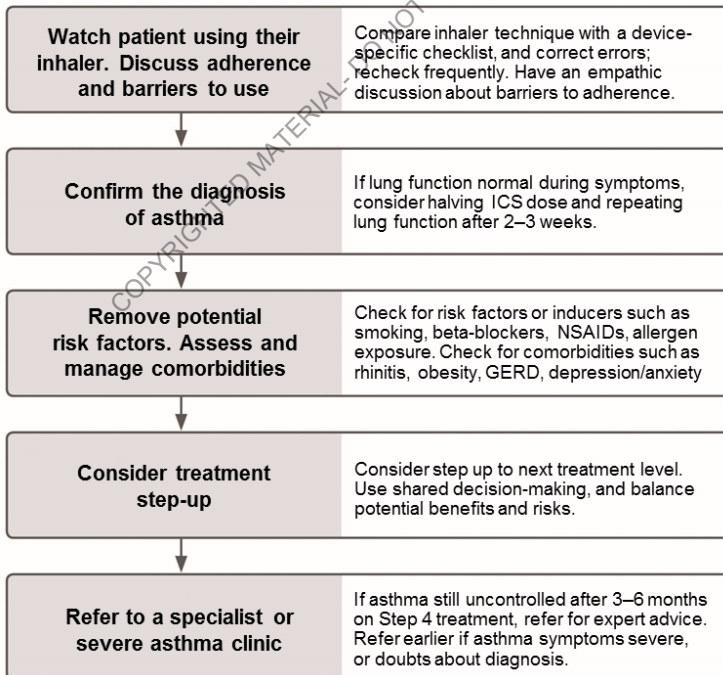 Watch patient using their
inhaler. Discuss adherence
and barriers to use
Compare inhaler technique with a device-
specific checklist, and correct errors;
recheck frequently. Have an empathic
discussion about barriers to adherence.
Confirm the diagnosis
of asthma
If lung function normal during symptoms,
consider halving ICS dose and repeating
lung function after 2–3 weeks.
Remove potential
risk factors. Assess and
manage comorbidities
Check for risk factors or inducers such as
smoking, beta-blockers, NSAIDs, allergen
exposure. Check for comorbidities such as
rhinitis, obesity, GERD, depression/anxiety
Consider treatment
step-up
Consider step up to next treatment level.
Use shared decision-making, and balance
potential benefits and risks.
Refer to a specialist or
severe asthma clinic
If asthma still uncontrolled after 3–6 months
on Step 4 treatment, refer for expert advice.
Refer earlier if asthma symptoms severe,
or doubts about diagnosis.
COPYRIGHTED MATERIAL- DO NOT